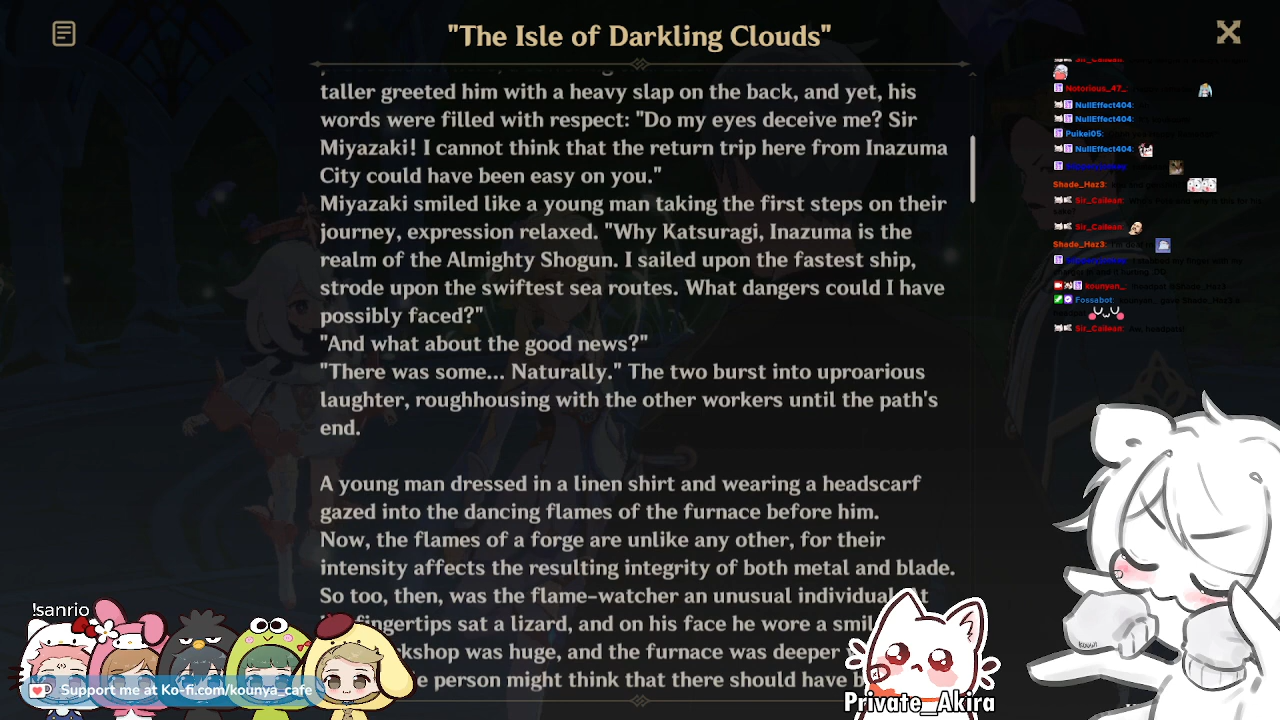 "The Isle of Darkling Clouds"
taller greeted him with a heavy slap on the back, and yet, his
words were filled with respect: "Do my eyes deceive me? Sir
Miyazaki! I cannot think that the return trip here from Inazuma
City could have been easy on you."
Miyazaki smiled like a young man taking the first steps on their
journey, expression relaxed. "Why Katsuragi, Inazuma is the
realm of the Almighty Shogun. I sailed upon the fastest ship,
strode upon the swiftest sea routes. What dangers could I have
possibly faced?"
"And what about the good news?"
"There was some... Naturally." The two burst into uproarious
laughter, roughhousing with the other workers until the path's
end.
A young man dressed in a linen shirt and wearing a headscarf
gazed into the dancing flames of the furnace before him.
Now, the flames of a forge are unlike any other, for their
intensity affects the resulting integrity of both metal and blade.
So too, then, was the flame-watcher an unusual individual
fingertips sat a lizard, and on his face he wore a
was huge, and the furnace was deeper
person might think that there should have
Sir_Cailean:
Notorious_47_:
NullEffect404:
NullEffect404:
Puikei05:
NullEffect404:
Shade_Haz3:
Sir_Cailean:
Sir_Cailean:
Shade_Haz3:
kounyan_:
Fossabot:
Sir_Cailean:
!sanrio
Support me at Ko-fi.com/kounya_cafe
Private_Akira